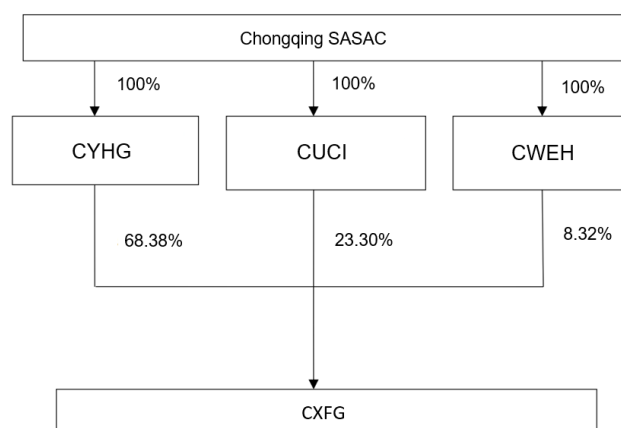 Chongqing SASAC
100% 100% 100%
CYHG CUCI CWEH
68.38% 23.30% 8.32%
CXFG